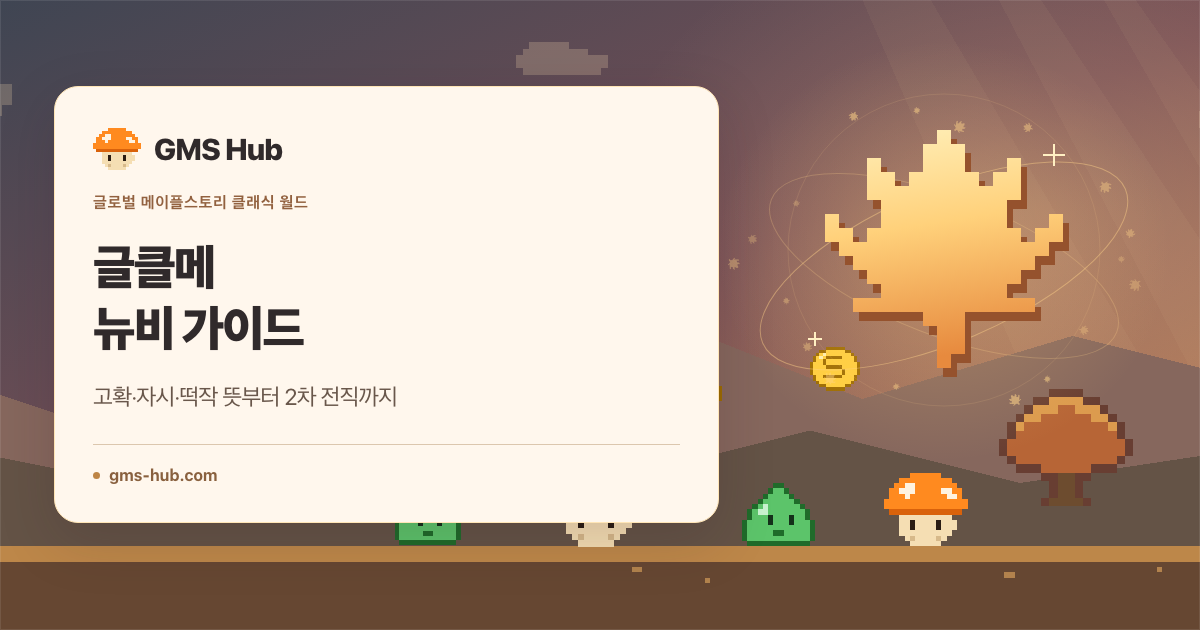 GMS Hub
글로벌 메이플스토리 클래식 월드
글클메
뉴비 가이드
고확·자시·떡작 뜻부터 2차 전직까지
gms-hub.com